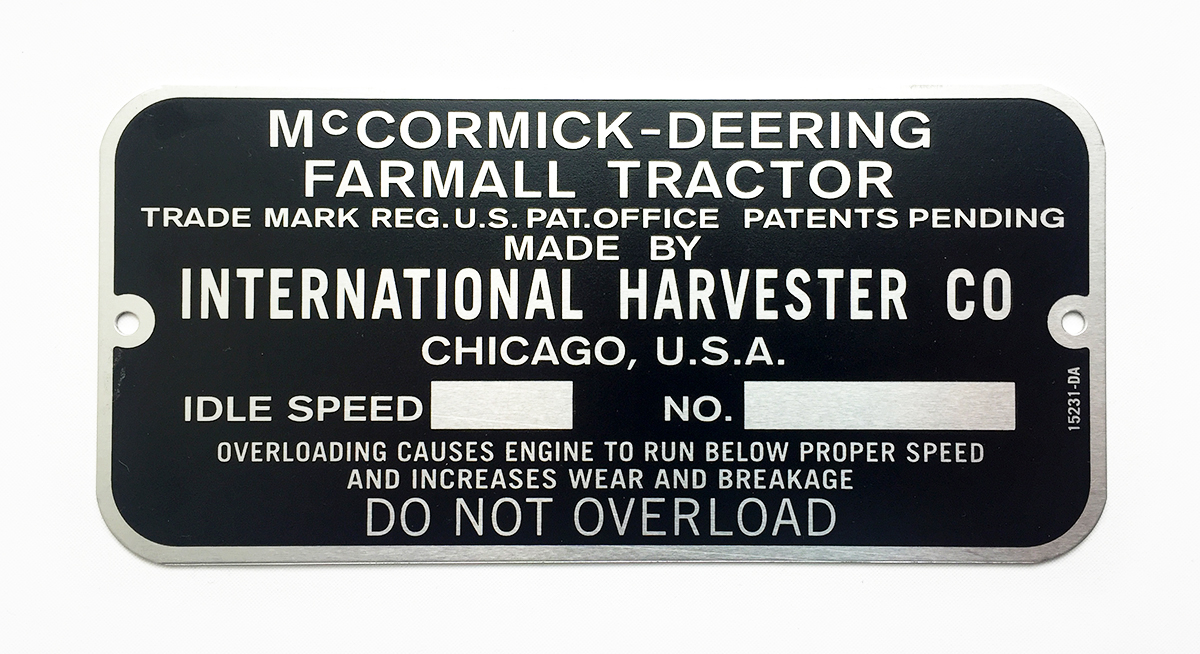 McCORMICK-DEERING
FARMALL TRACTOR
TRADE MARK REG.U.S. PAT.OFFICE PATENTS PENDING
MADE BY
INTERNATIONAL HARVESTER CO
CHICAGO, U.S.A.
IDLE SPEED NO.
15231-DA
OVERLOADING CAUSES ENGINE TO RUN BELOW PROPER SPEED
AND INCREASES WEAR AND BREAKAGE
DO NOT OVERLOAD